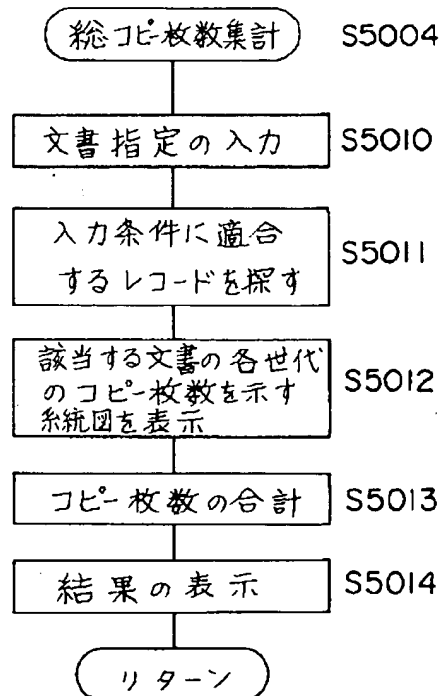 総コピー枚数集計 S5004
文書指定の入力 S5010
入力条件に適合
するレコードを探す S5011
該当する文書の各世代
のコピー枚数を示す S5012
系統図を表示
コピー枚数の合計 S5013
結果の表示 S5014
リターン